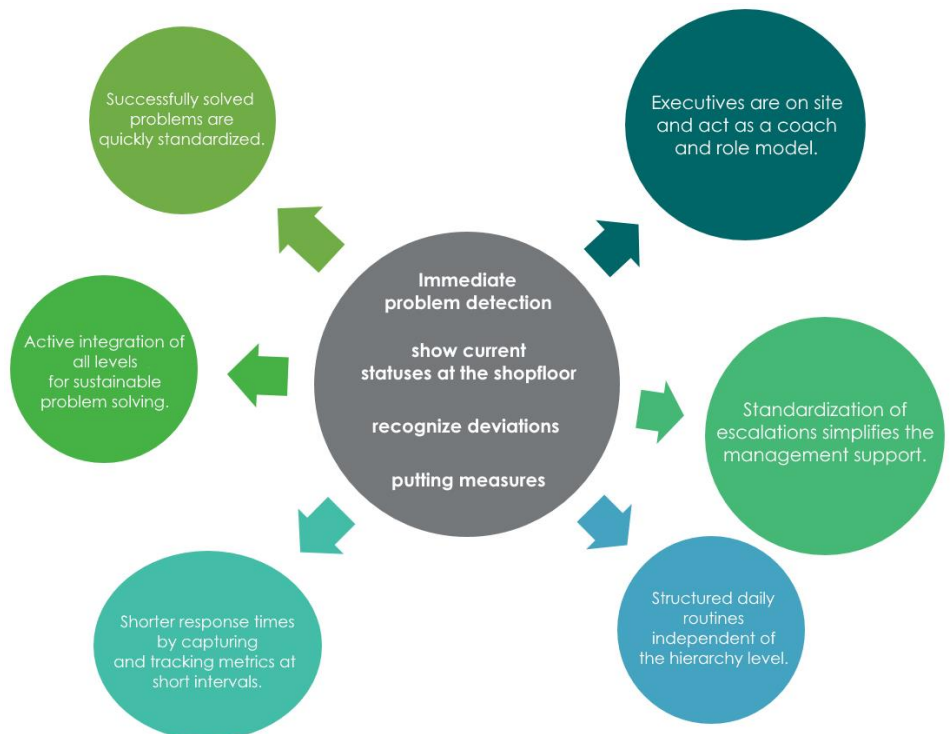 Successfully solved
problems are
quickly standardized.
Executives are on site
and act as a coach
and role model.
Immediate
problem detection
show current
statuses at the shopfloor
recognize deviations
putting measures
Active integration of
all levels
for sustainable
problem solving.
Standardization of
escalations simplifies the
management support.
Shorter response times
by capturing
and tracking metrics at
short intervals.
Structured daily
routines
independent of
the hierarchy level.